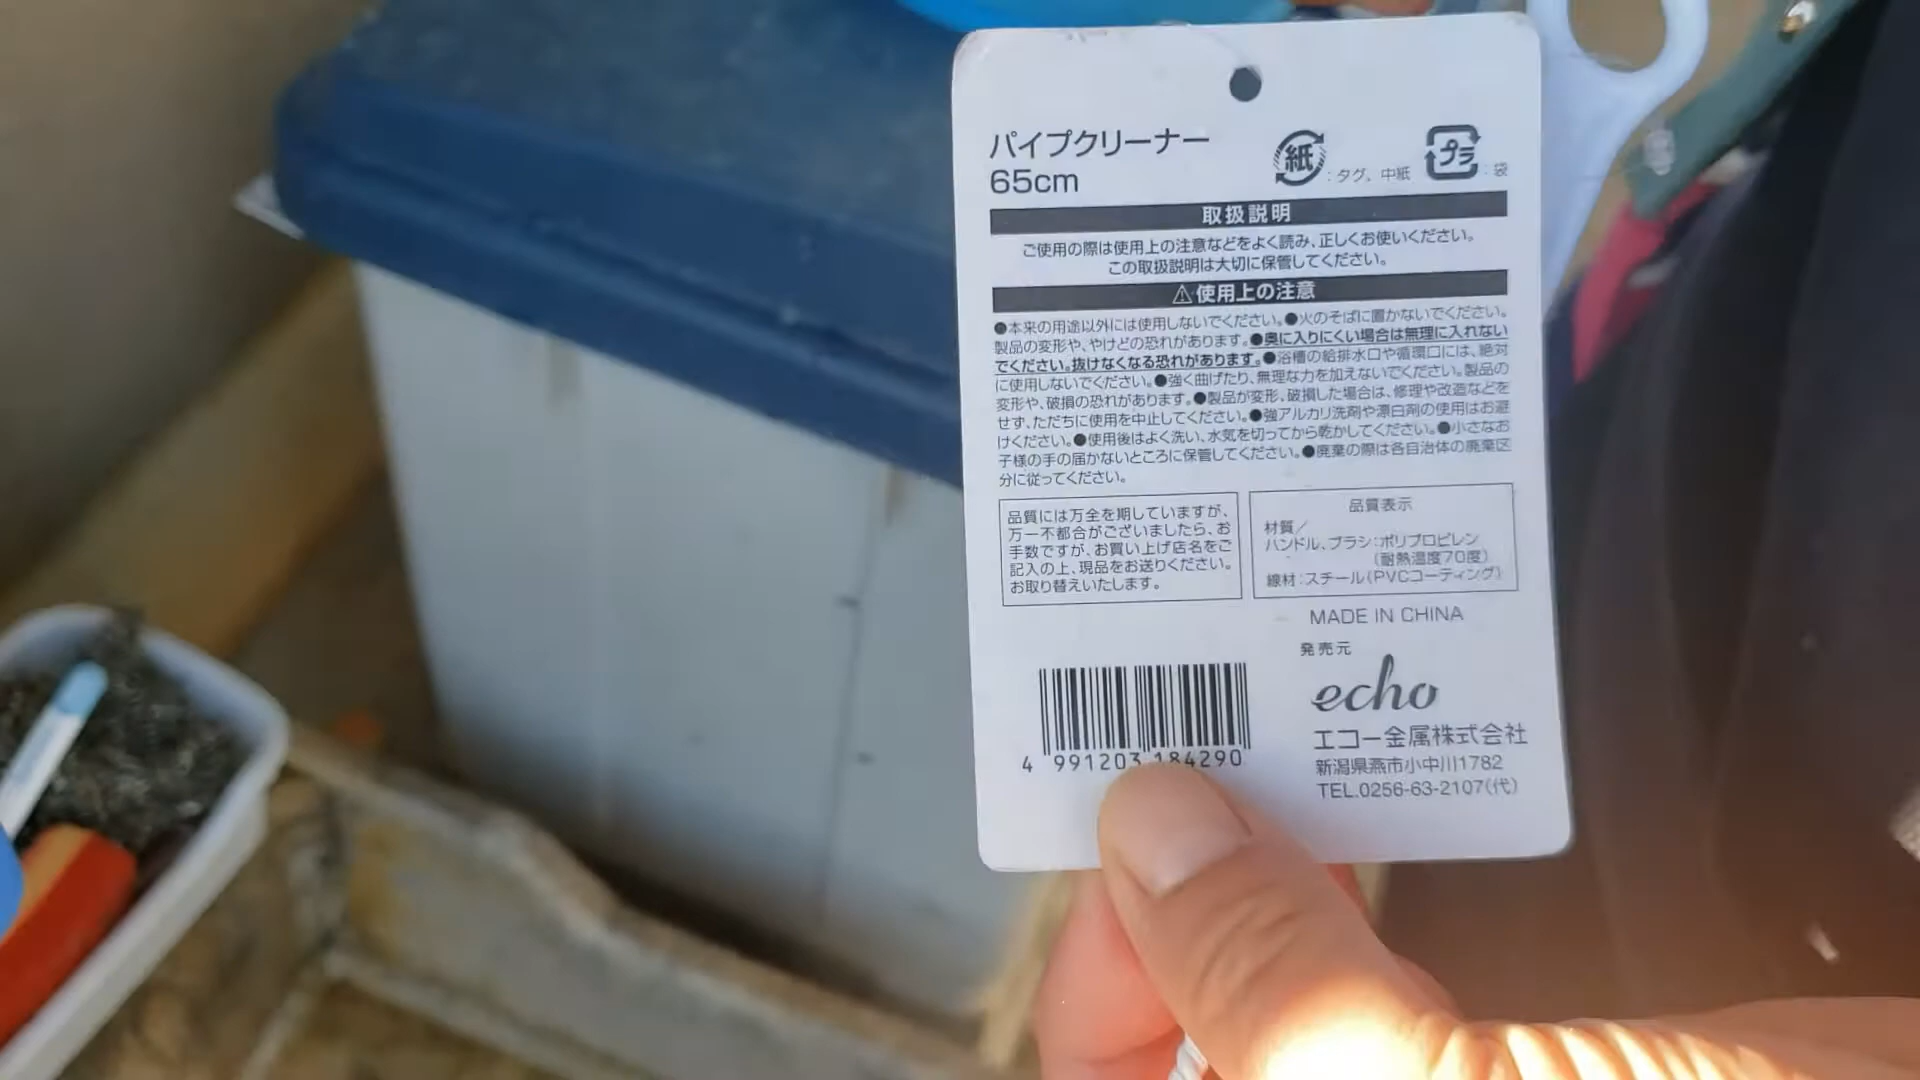 パイプクリーナー
65cm
紙
:タグ、中紙
プラ
:袋
取扱説明
ご使用の際は使用上の注意などをよく読み、正しくお使いください。
この取扱説明は大切に保管してください。
⚠使用上の注意
●本来の用途以外には使用しないでください。●火のそばに置かないでください。
製品の変形や、やけどの恐れがあります。●奥に入りにくい場合は無理に入れない
でください。抜けなくなる恐れがあります。●浴槽の給排水口や循環口には、絶対
に使用しないでください。●強く曲げたり、無理な力を加えないでください。製品の
変形や、破損の恐れがあります。●製品が変形、破損した場合は、修理や改造などを
せず、ただちに使用を中止してください。●強アルカリ洗剤や漂白剤の使用はお避
けください。●使用後はよく洗い、水気を切ってから乾かしてください。●小さなお
子様の手の届かないところに保管してください。●廃棄の際は各自治体の廃棄区
分に従ってください。
品質には万全を期していますが、
万一不都合がございましたら、お
手数ですが、お買い上げ店名をご
記入の上、現品をお送りください。
お取り替えいたします。
品質表示
材質/
ハンドル、ブラシ:ポリプロピレン
(耐熱温度70度)
線材:スチール(PVCコーティング)
MADE IN CHINA
発売元
echo
エコー金属株式会社
新潟県燕市小中川1782
TEL.0256-63-2107(代)
4 991203 184290